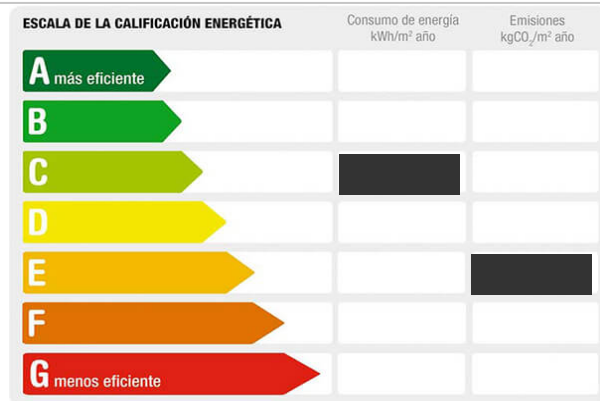 ESCALA DE LA CALIFICACIÓN ENERGÉTICA
Consumo de energía
kWh/m² año
Emisiones
kgCO₂/m² año
A más eficiente
B
C
D
E
F
G menos eficiente